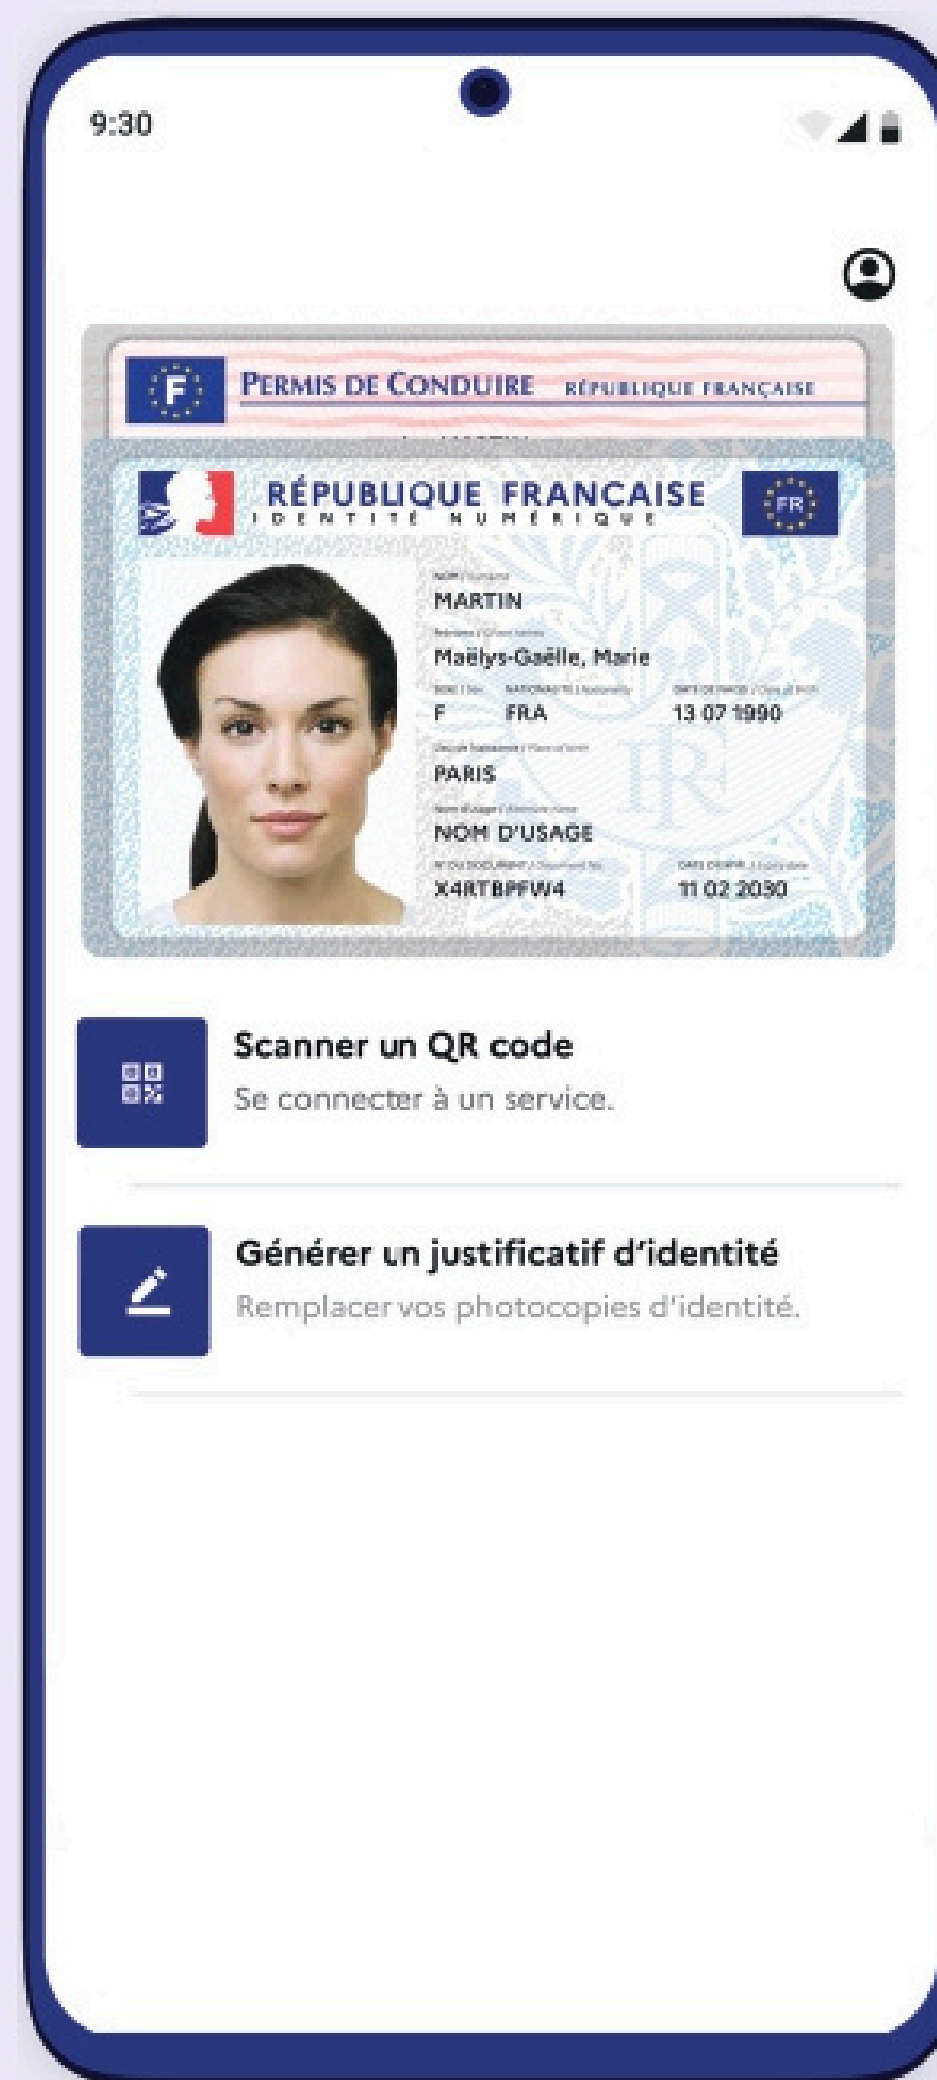 9:30
F
PERMIS DE CONDUIRE RÉPUBLIQUE FRANÇAISE
RÉPUBLIQUE FRANÇAISE
IDENTITÉ NUMÉRIQUE
FR
MARTIN
Maëlys-Gaëlle, Marie
F FRA 13 07 1990
PARIS
NOM D'USAGE
X4RTBPFW4 11 02 2030
Scanner un QR code
Se connecter à un service.
Générer un justificatif d'identité
Remplacer vos photocopies d'identité.